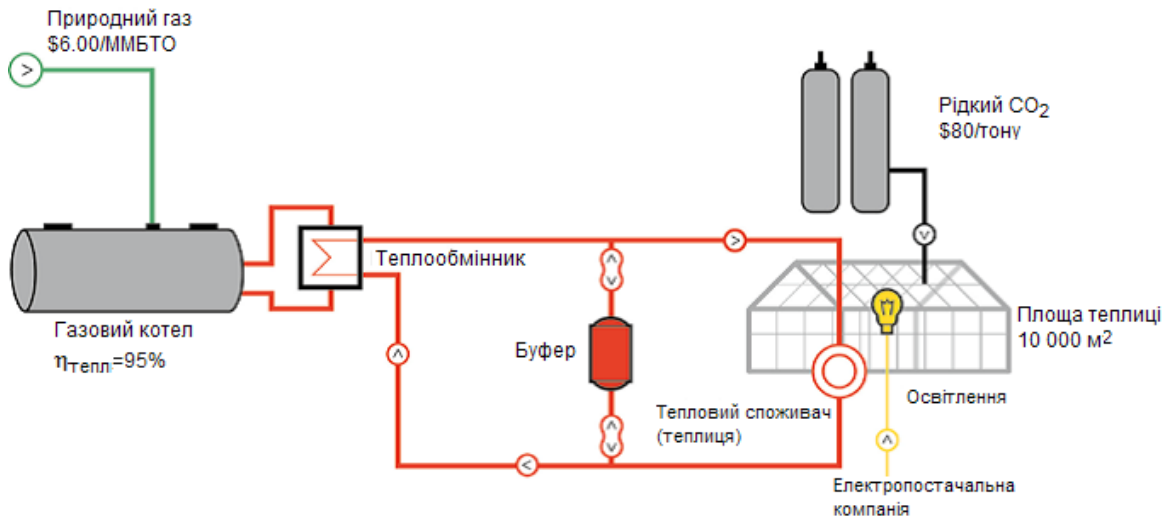 Природний газ
$6.00/ММБТО
Рідкий CO2
$80/тону
Теплообмінник
Газовий котел
ηтепл=95%
Буфер
Площа теплиці
10 000 м2
Освітлення
Тепловий споживач
(теплиця)
Електропостачальна
компанія